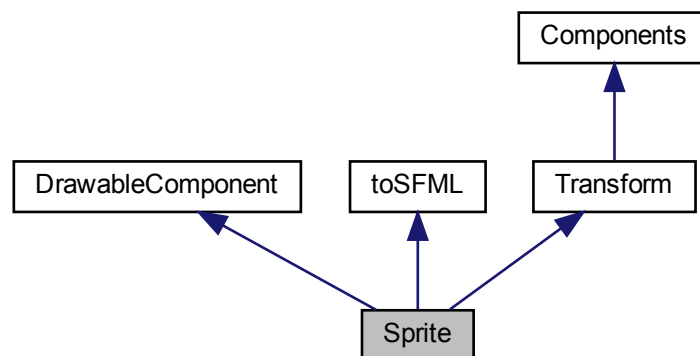 Components
DrawableComponent
toSFML
Transform
Sprite